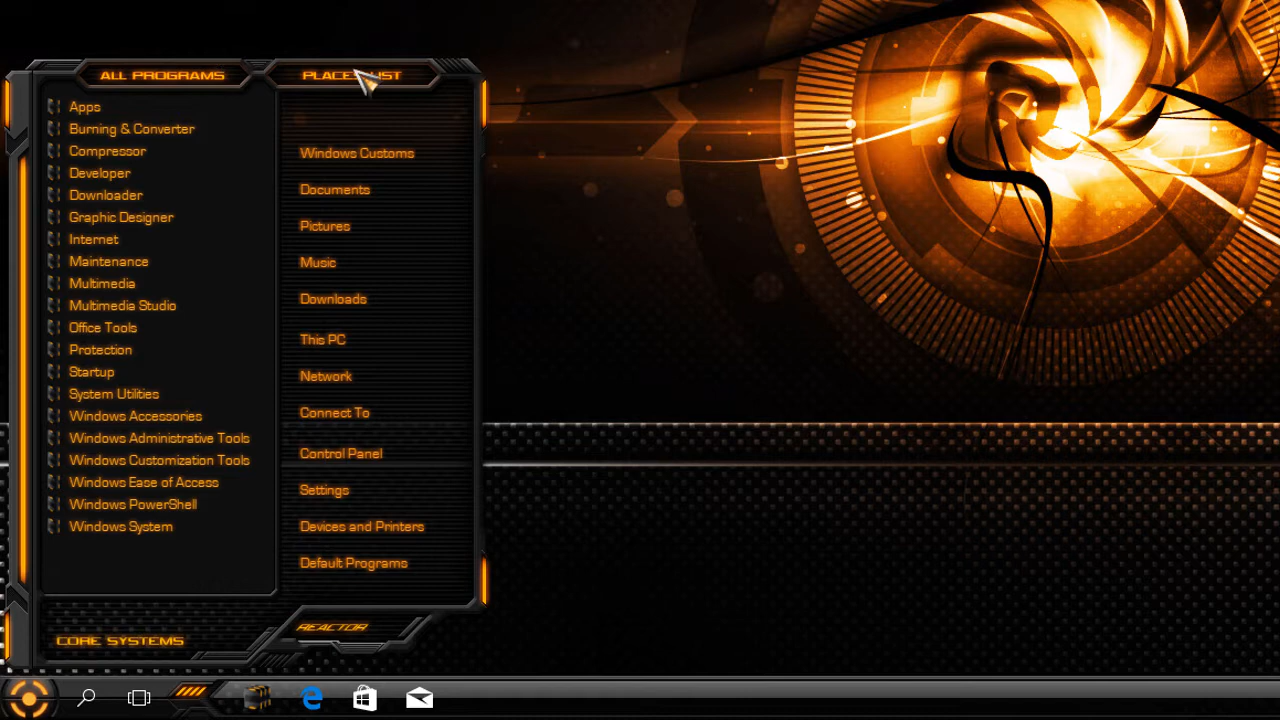 ALL PROGRAMS
Apps
Burning & Converter
Compressor
Developer
Downloader
Graphic Designer
Internet
Maintenance
Multimedia
Multimedia Studio
Office Tools
Protection
Startup
System Utilities
Windows Accessories
Windows Administrative Tools
Windows Customization Tools
Windows Ease of Access
Windows PowerShell
Windows System
CORE SYSTEMS
Windows Customs
Documents
Pictures
Music
Downloads
This PC
Network
Connect To
Control Panel
Settings
Devices and Printers
Default Programs
REACTOR